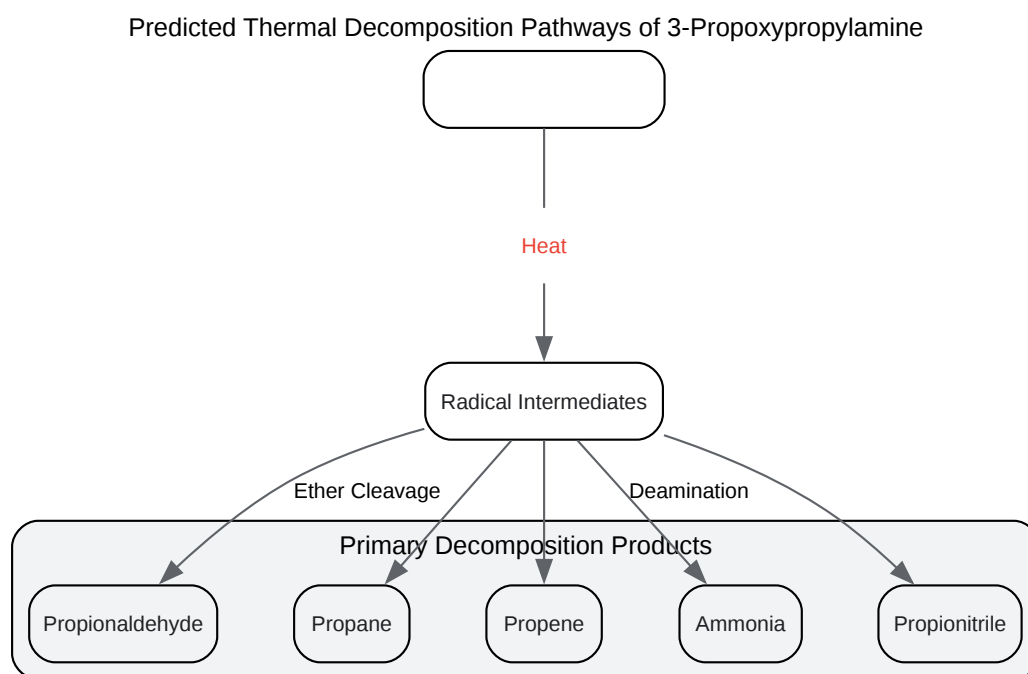 Predicted Thermal Decomposition Pathways of 3-Propoxypropylamine
Heat
Radical Intermediates
Ether Cleavage
Deamination
Primary Decomposition Products
Propionaldehyde
Propane
Propene
Ammonia
Propionitrile